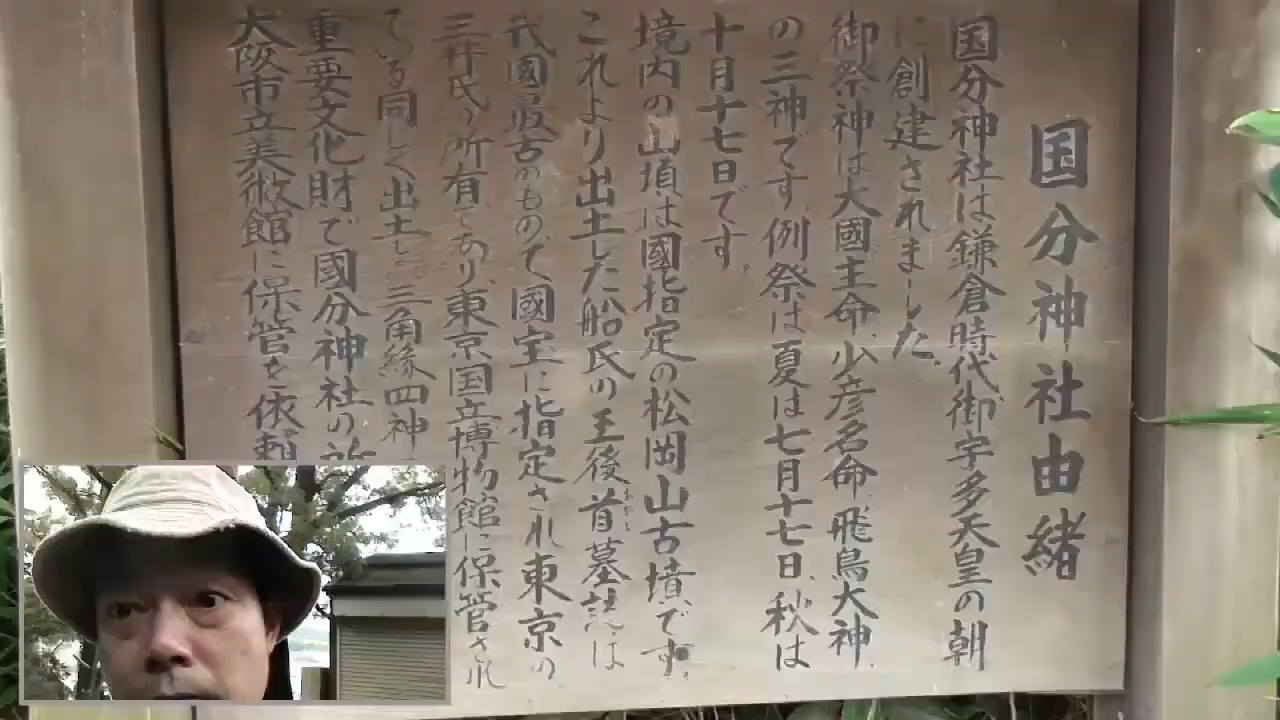 国分神社由緒
国分神社は鎌倉時代御宇多天皇の朝
に創建されました。
御祭神は大國主命、少彦名命、飛鳥大神
の三神です。例祭は夏は七月十七日、秋は
十月十七日です。
境内の山頂は國指定の松岡山古墳です。
これより出土した船氏の王後首墓誌は
我國最古のもので國宝に指定され東京の
三井氏の所有であり、東京国立博物館に保管され
ている同じく出土し三角縁四神
重要文化財で國分神社の所
大阪市立美術館に保管を依頼